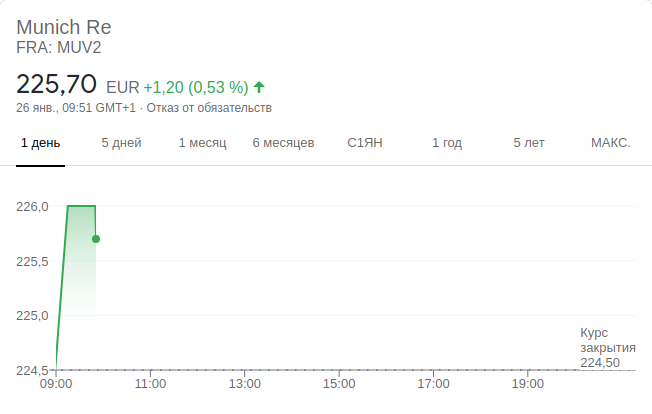 Munich Re
FRA: MUV2
225,70 EUR +1,20 (0,53 %)
26 янв., 09:51 GMT+1 · Отказ от обязательств
1 день 5 дней 1 месяц 6 месяцев С1ЯН 1 год 5 лет МАКС.
226,0
225,5
225,0
Курс
закрытия
224,50
224,5
09:00 11:00 13:00 15:00 17:00 19:00